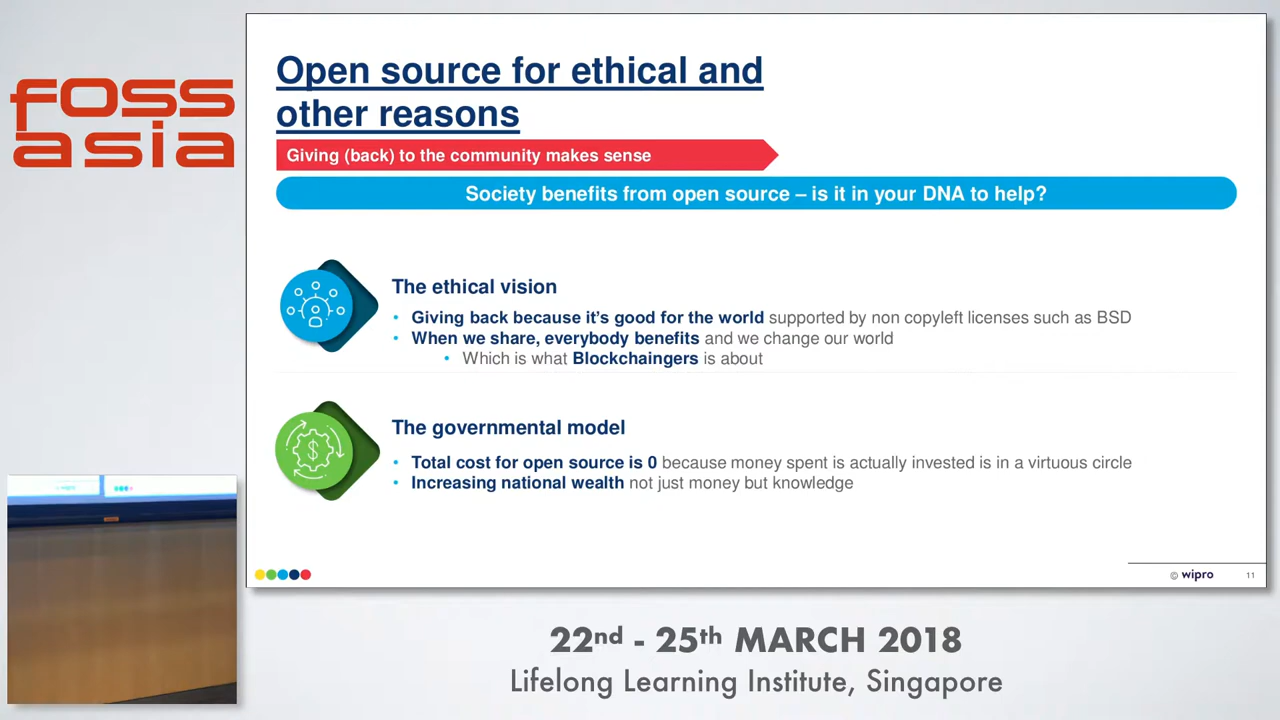 foss
asia
Open source for ethical and
other reasons
Giving (back) to the community makes sense
Society benefits from open source – is it in your DNA to help?
The ethical vision
• Giving back because it’s good for the world supported by non copyleft licenses such as BSD
• When we share, everybody benefits and we change our world
• Which is what Blockchaingers is about
The governmental model
$
• Total cost for open source is 0 because money spent is actually invested is in a virtuous circle
• Increasing national wealth not just money but knowledge
© wipro
11
22nd - 25th MARCH 2018
Lifelong Learning Institute, Singapore